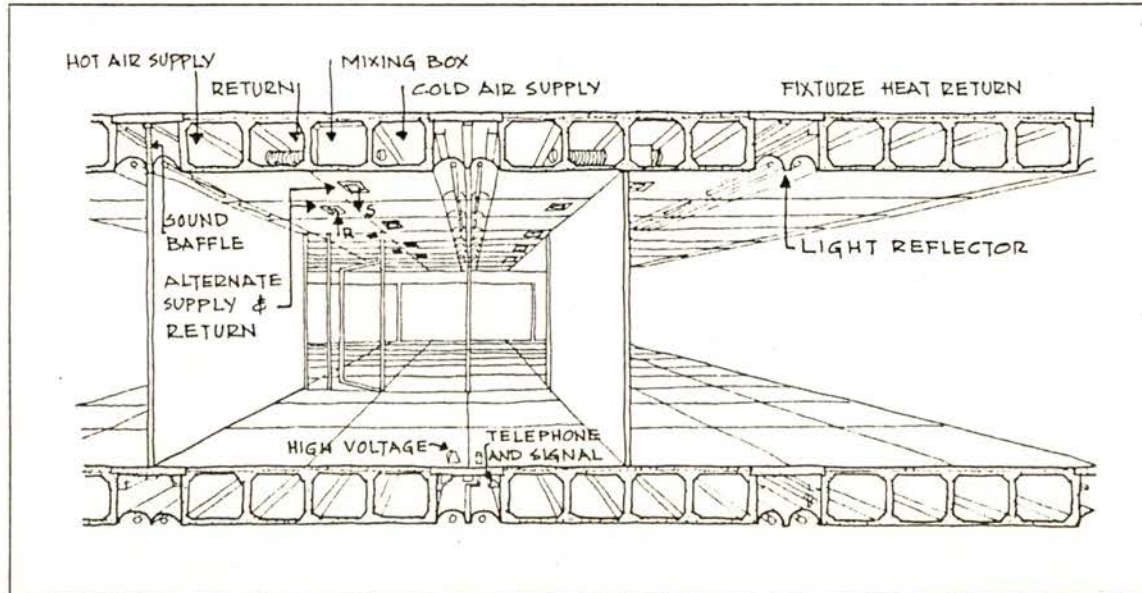 HOT AIR SUPPLY
RETURN
MIXING BOX
COLD AIR SUPPLY
FIXTURE HEAT RETURN
S
R
SOUND
BAFFLE
LIGHT REFLECTOR
ALTERNATE
SUPPLY &
RETURN
HIGH VOLTAGE
TELEPHONE
AND SIGNAL